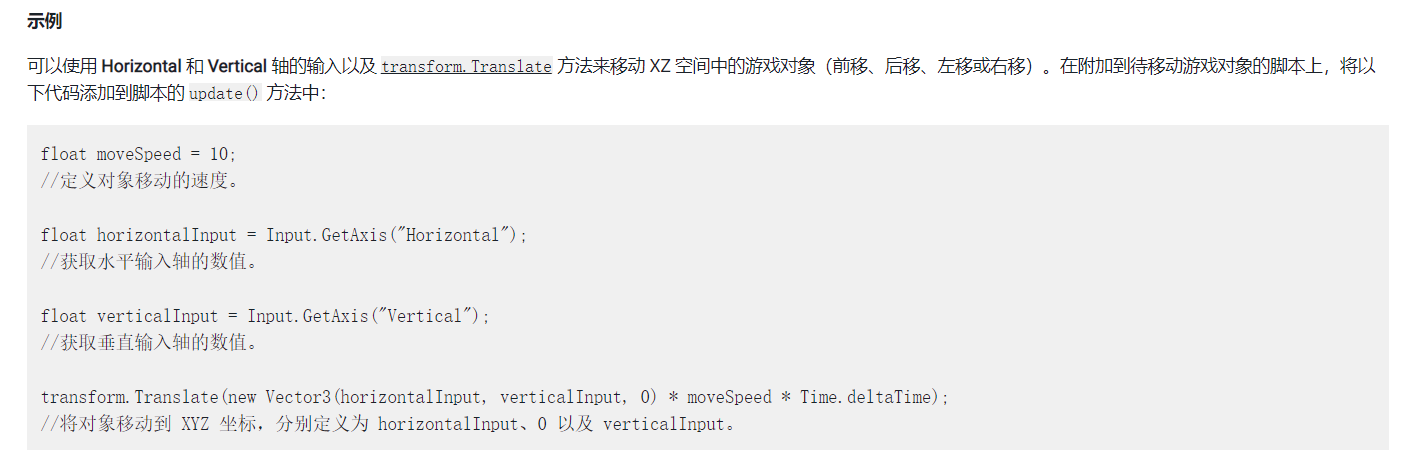 示例
可以使用 Horizontal 和 Vertical 轴的输入以及 transform.Translate 方法来移动 XZ 空间中的游戏对象（前移、后移、左移或右移）。在附加到待移动游戏对象的脚本上，将以
下代码添加到脚本的 update() 方法中：
float moveSpeed = 10;
//定义对象移动的速度。
float horizontalInput = Input.GetAxis("Horizontal");
//获取水平输入轴的数值。
float verticalInput = Input.GetAxis("Vertical");
//获取垂直输入轴的数值。
transform.Translate(new Vector3(horizontalInput, verticalInput, 0) * moveSpeed * Time.deltaTime);
//将对象移动到 XYZ 坐标，分别定义为 horizontalInput、0 以及 verticalInput。